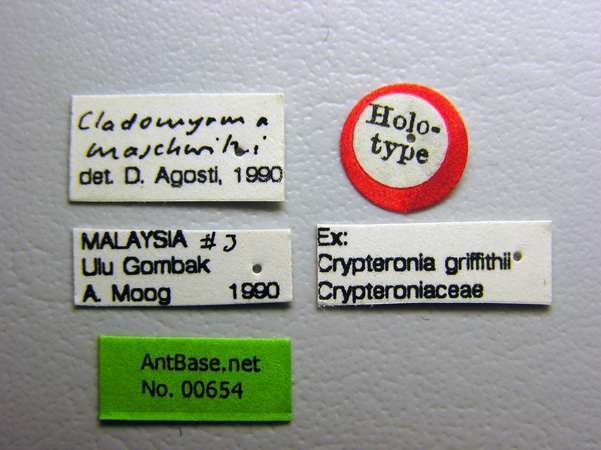 Cladomyrma
maschwitzi
det. D. Agosti, 1990
Holo-
type
MALAYSIA #3
Ulu Gombak
A. Moog 1990
Ex:
Crypteronia griffithii
Crypteroniaceae
AntBase.net
No. 00654